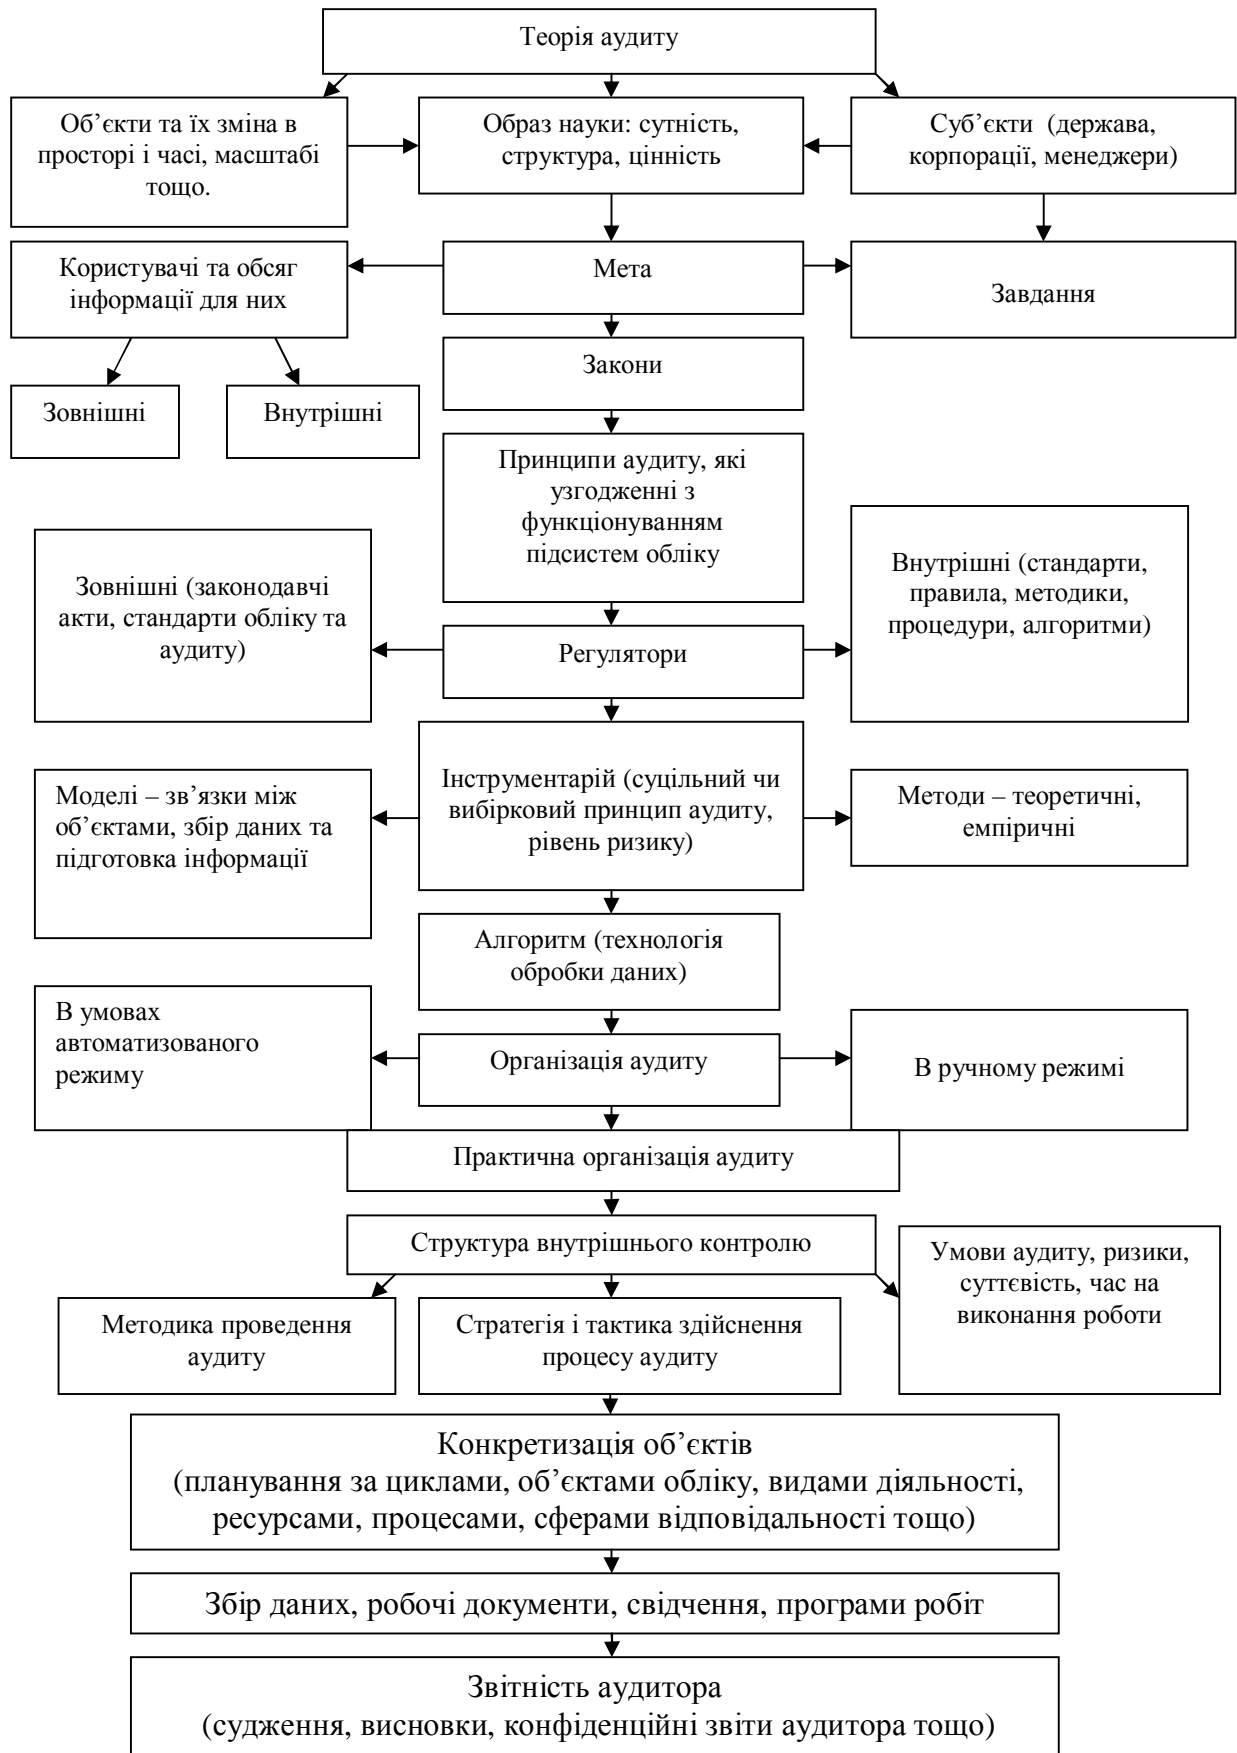 Теорія аудиту
Об’єкти та їх зміна в
просторі і часі, масштабі
тощо.
Образ науки: сутність,
структура, цінність
Суб’єкти (держава,
корпорації, менеджери)
Користувачі та обсяг
інформації для них
Мета
Завдання
Зовнішні
Внутрішні
Закони
Принципи аудиту, які
узгодженні з
функціонуванням
підсистем обліку
Зовнішні (законодавчі
акти, стандарти обліку та
аудиту)
Регулятори
Внутрішні (стандарти,
правила, методики,
процедури, алгоритми)
Моделі – зв’язки між
об’єктами, збір даних та
підготовка інформації
Інструментарій (суцільний чи
вибірковий принцип аудиту,
рівень ризику)
Методи – теоретичні,
емпіричні
Алгоритм (технологія
обробки даних)
В умовах
автоматизованого
режиму
Організація аудиту
В ручному режимі
Практична організація аудиту
Структура внутрішнього контролю
Методика проведення
аудиту
Стратегія і тактика здійснення
процесу аудиту
Умови аудиту, ризики,
суттєвість, час на
виконання роботи
Конкретизація об’єктів
(планування за циклами, об’єктами обліку, видами діяльності,
ресурсами, процесами, сферами відповідальності тощо)
Збір даних, робочі документи, свідчення, програми робіт
Звітність аудитора
(судження, висновки, конфіденційні звіти аудитора тощо)